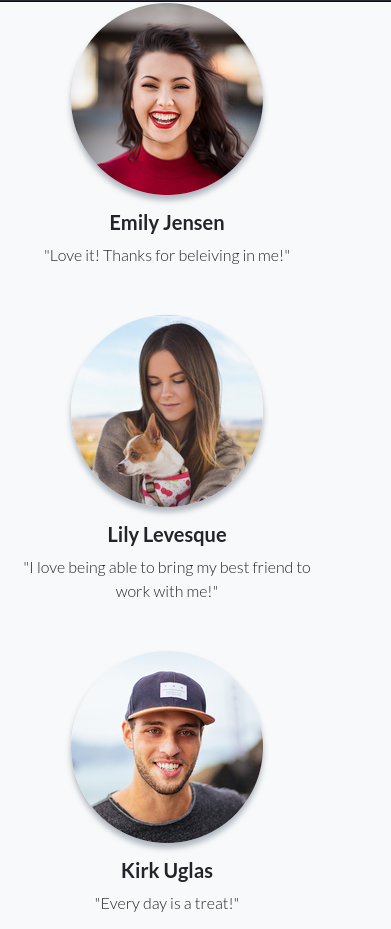 Emily Jensen
"Love it! Thanks for beleiving in me!"
Lily Levesque
"I love being able to bring my best friend to
work with me!"
Kirk Uglas
"Every day is a treat!"